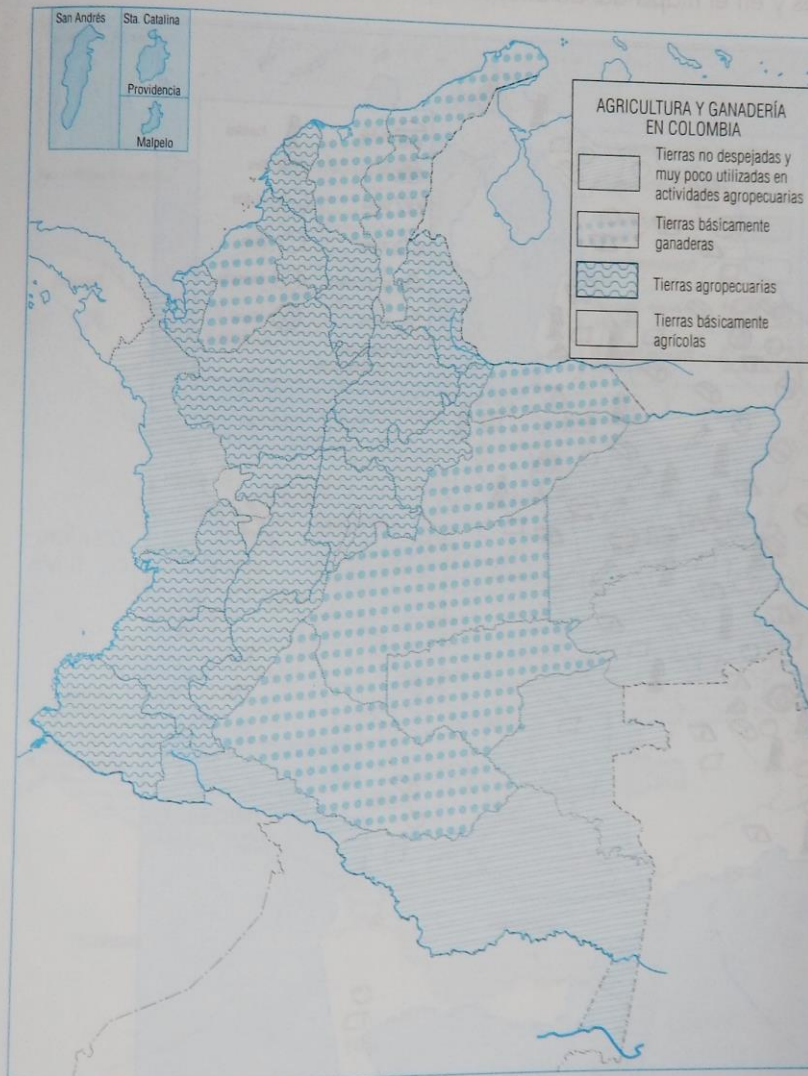 San Andrés
Sta. Catalina
Providencia
Malpelo
AGRICULTURA Y GANADERÍA
EN COLOMBIA
Tierras no despejadas y
muy poco utilizadas en
actividades agropecuarias
Tierras básicamente
ganaderas
Tierras agropecuarias
Tierras básicamente
agrícolas